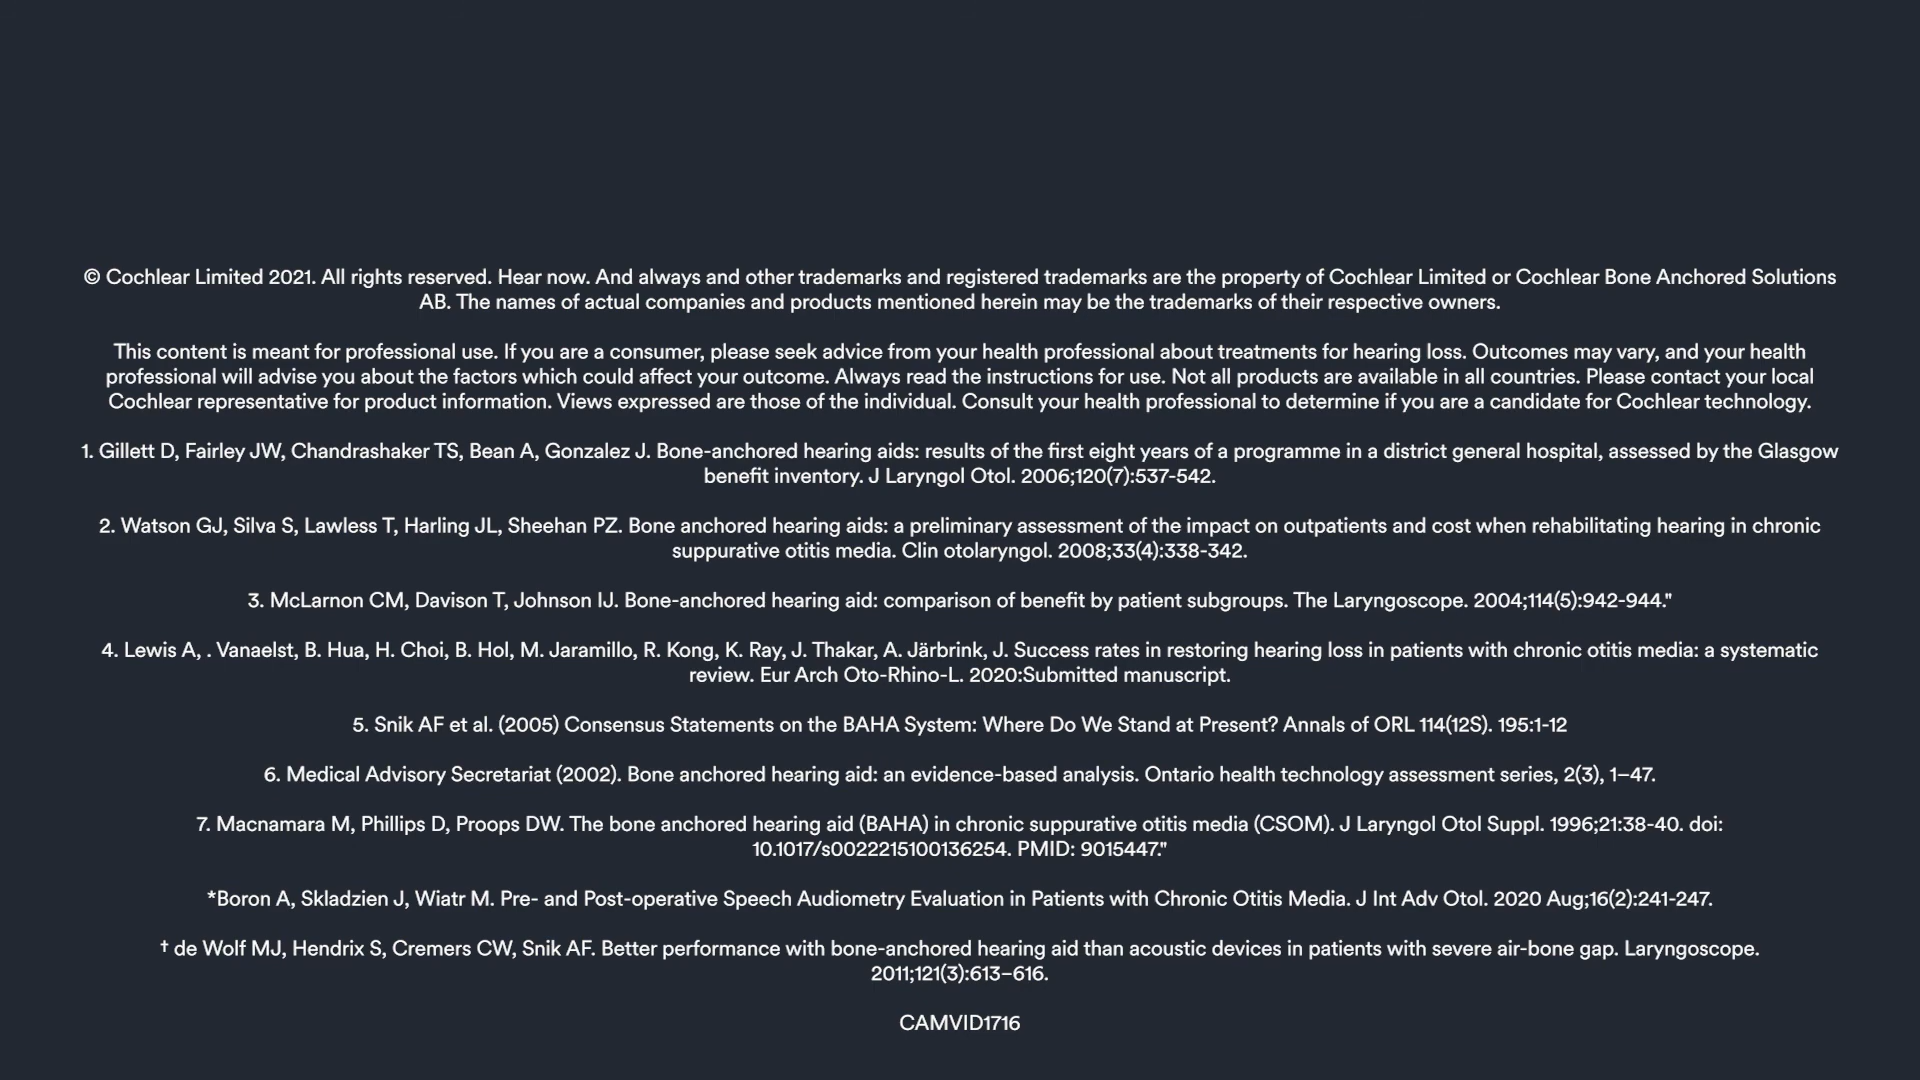 © Cochlear Limited 2021. All rights reserved. Hear now. And always and other trademarks and registered trademarks are the property of Cochlear Limited or Cochlear Bone Anchored Solutions
AB. The names of actual companies and products mentioned herein may be the trademarks of their respective owners.
This content is meant for professional use. If you are a consumer, please seek advice from your health professional about treatments for hearing loss. Outcomes may vary, and your health
professional will advise you about the factors which could affect your outcome. Always read the instructions for use. Not all products are available in all countries. Please contact your local
Cochlear representative for product information. Views expressed are those of the individual. Consult your health professional to determine if you are a candidate for Cochlear technology.
1. Gillett D, Fairley JW, Chandrashaker TS, Bean A, Gonzalez J. Bone-anchored hearing aids: results of the first eight years of a programme in a district general hospital, assessed by the Glasgow
benefit inventory. J Laryngol Otol. 2006;120(7):537-542.
2. Watson GJ, Silva S, Lawless T, Harling JL, Sheehan PZ. Bone anchored hearing aids: a preliminary assessment of the impact on outpatients and cost when rehabilitating hearing in chronic
suppurative otitis media. Clin otolaryngol. 2008;33(4):338-342.
3. McLarnon CM, Davison T, Johnson IJ. Bone-anchored hearing aid: comparison of benefit by patient subgroups. The Laryngoscope. 2004;114(5):942-944."
4. Lewis A, . Vanaelst, B. Hua, H. Choi, B. Hol, M. Jaramillo, R. Kong, K. Ray, J. Thakar, A. Järbrink, J. Success rates in restoring hearing loss in patients with chronic otitis media: a systematic
review. Eur Arch Oto-Rhino-L. 2020:Submitted manuscript.
5. Snik AF et al. (2005) Consensus Statements on the BAHA System: Where Do We Stand at Present? Annals of ORL 114(12S). 195:1-12
6. Medical Advisory Secretariat (2002). Bone anchored hearing aid: an evidence-based analysis. Ontario health technology assessment series, 2(3), 1–47.
7. Macnamara M, Phillips D, Proops DW. The bone anchored hearing aid (BAHA) in chronic suppurative otitis media (CSOM). J Laryngol Otol Suppl. 1996;21:38-40. doi:
10.1017/s0022215100136254. PMID: 9015447."
*Boron A, Skladzien J, Wiatr M. Pre- and Post-operative Speech Audiometry Evaluation in Patients with Chronic Otitis Media. J Int Adv Otol. 2020 Aug;16(2):241-247.
† de Wolf MJ, Hendrix S, Cremers CW, Snik AF. Better performance with bone-anchored hearing aid than acoustic devices in patients with severe air-bone gap. Laryngoscope.
2011;121(3):613–616.
CAMVID1716